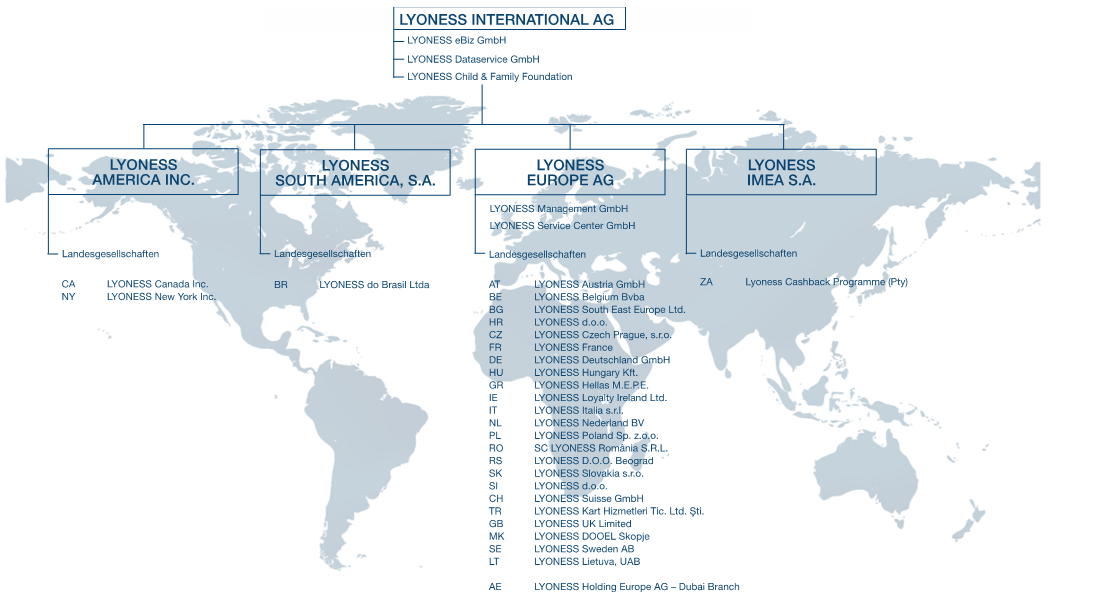 LYONESS INTERNATIONAL AG
LYONESS eBiz GmbH
LYONESS Dataservice GmbH
LYONESS Child & Family Foundation
LYONESS
AMERICA INC.
Landesgesellschaften
CA LYONESS Canada Inc.
NY LYONESS New York Inc.
LYONESS
SOUTH AMERICA, S.A.
Landesgesellschaften
BR LYONESS do Brasil Ltda
LYONESS
EUROPE AG
LYONESS Management GmbH
LYONESS Service Center GmbH
Landesgesellschaften
AT LYONESS Austria GmbH
BE LYONESS Belgium Bvba
BG LYONESS South East Europe Ltd.
HR LYONESS d.o.o.
CZ LYONESS Czech Prague, s.r.o.
FR LYONESS France
DE LYONESS Deutschland GmbH
HU LYONESS Hungary Kft.
GR LYONESS Hellas M.E.P.E.
IE LYONESS Loyalty Ireland Ltd.
IT LYONESS Italia s.r.l.
NL LYONESS Nederland BV
PL LYONESS Poland Sp. z.o.o.
RO SC LYONESS România S.R.L.
RS LYONESS D.O.O. Beograd
SK LYONESS Slovakia s.r.o.
SI LYONESS d.o.o.
CH LYONESS Suisse GmbH
TR LYONESS Kart Hizmetleri Tic. Ltd. Şti.
GB LYONESS UK Limited
MK LYONESS DOOEL Skopje
SE LYONESS Sweden AB
LT LYONESS Lietuva, UAB
AE LYONESS Holding Europe AG – Dubai Branch
LYONESS
IMEA S.A.
Landesgesellschaften
ZA Lyoness Cashback Programme (Pty)